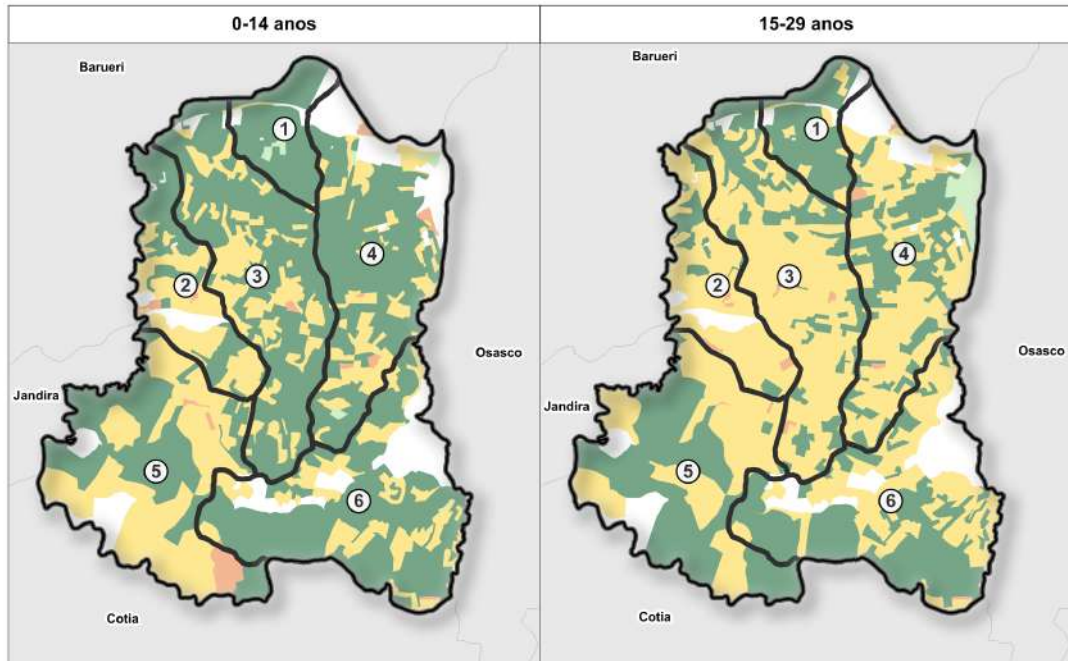 0-14 anos
15-29 anos
Barueri
1
4
3
2
Osasco
Jandira
5
6
Cotia
Barueri
1
4
3
2
Osasco
Jandira
5
6
Cotia